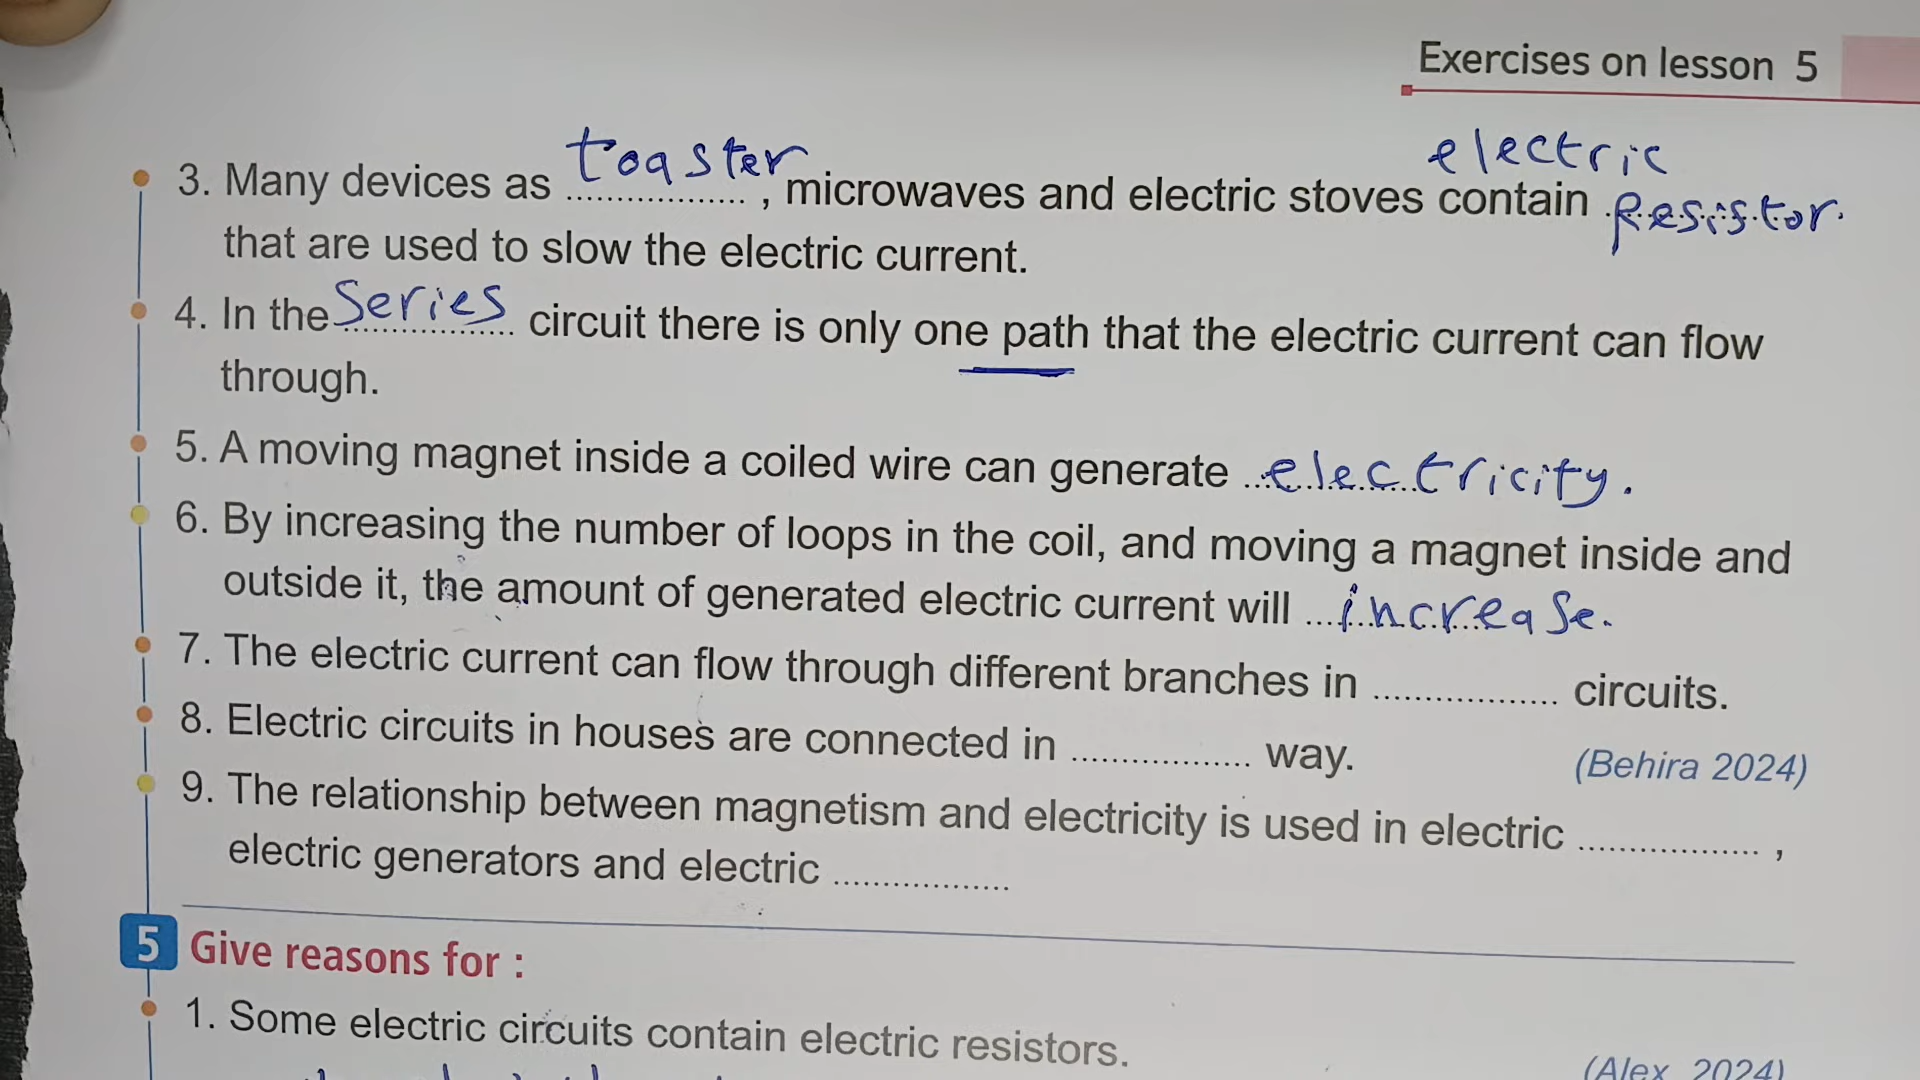 Exercises on lesson 5
electric
3. Many devices as toaster, microwaves and electric stoves contain Resistor.
that are used to slow the electric current.
4. In the Series circuit there is only one path that the electric current can flow
through.
5. A moving magnet inside a coiled wire can generate electricity.
6. By increasing the number of loops in the coil, and moving a magnet inside and
outside it, the amount of generated electric current will increase.
7. The electric current can flow through different branches in .................. circuits.
8. Electric circuits in houses are connected in .................. way. (Behira 2024)
9. The relationship between magnetism and electricity is used in electric .................. ,
electric generators and electric ..................
5 Give reasons for :
1. Some electric circuits contain electric resistors.
(Alex. 2024)